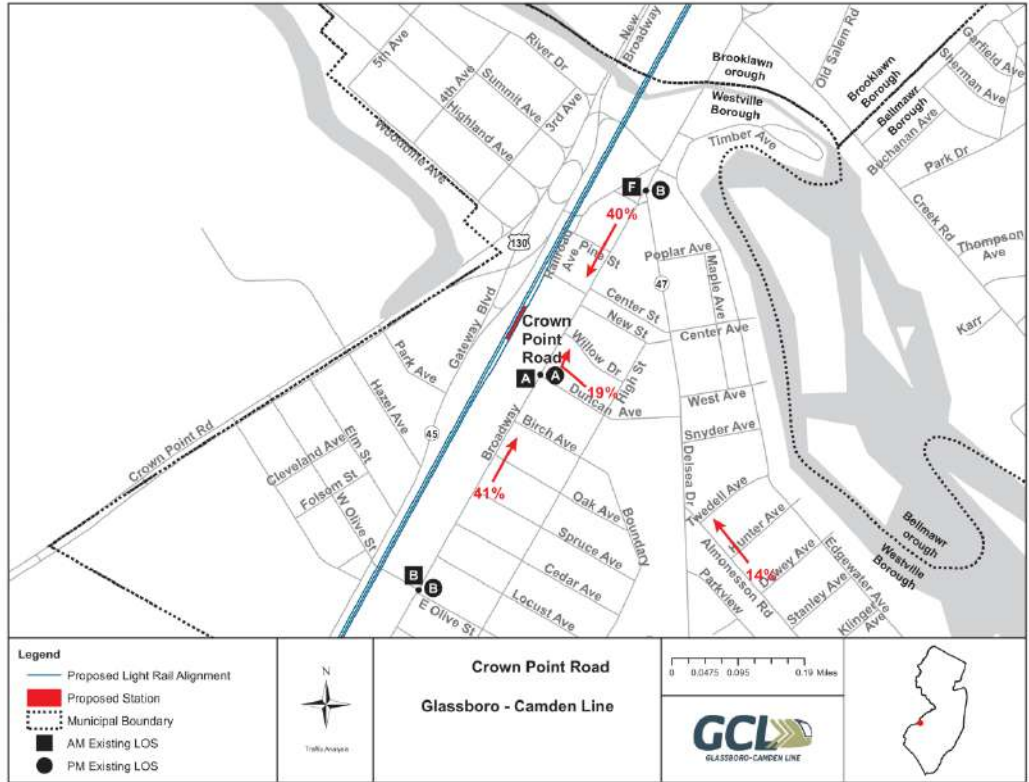 New
Broadway
River Dr
5th Ave
4th Ave
Summit Ave
3rd Ave
Highland Ave
Woodbine Ave
Old Salem Rd
Garfield Ave
Sherman Ave
Brooklawn
orough
Westville
Borough
Brooklawn
Borough
Bellmawr
Borough
Buchanan Ave
Park Dr
Timber Ave
Creek Rd
Thompson
Ave
Karr
F
B
40%
130
Railroad
Ave
Pine St
Poplar Ave
47
Maple Ave
Center St
New St
Center Ave
Gateway Blvd
Crown
Point
Road
Willow Dr
High St
A
A
19%
Duncan Ave
Park Ave
Hazel Ave
45
West Ave
Snyder Ave
Broadway
Birch Ave
41%
Crown Point Rd
Cleveland Ave
Elm St
Folsom St
W Olive St
Oak Ave
Boundary
Spruce Ave
Cedar Ave
Locust Ave
B
B
E Olive St
Delsea Dr
Twedell Ave
Hunter Ave
14%
Dewey Ave
Almonesson Rd
Parkview
Stanley Ave
Edgewater Ave
Klinger
Ave
Bellmawr
orough
Westville
Borough
Legend
Proposed Light Rail Alignment
Proposed Station
Municipal Boundary
AM Existing LOS
PM Existing LOS
N
Traffic Analysis
Crown Point Road
Glassboro - Camden Line
0 0.0475 0.095 0.19 Miles
GCL
GLASSBORO-CAMDEN LINE